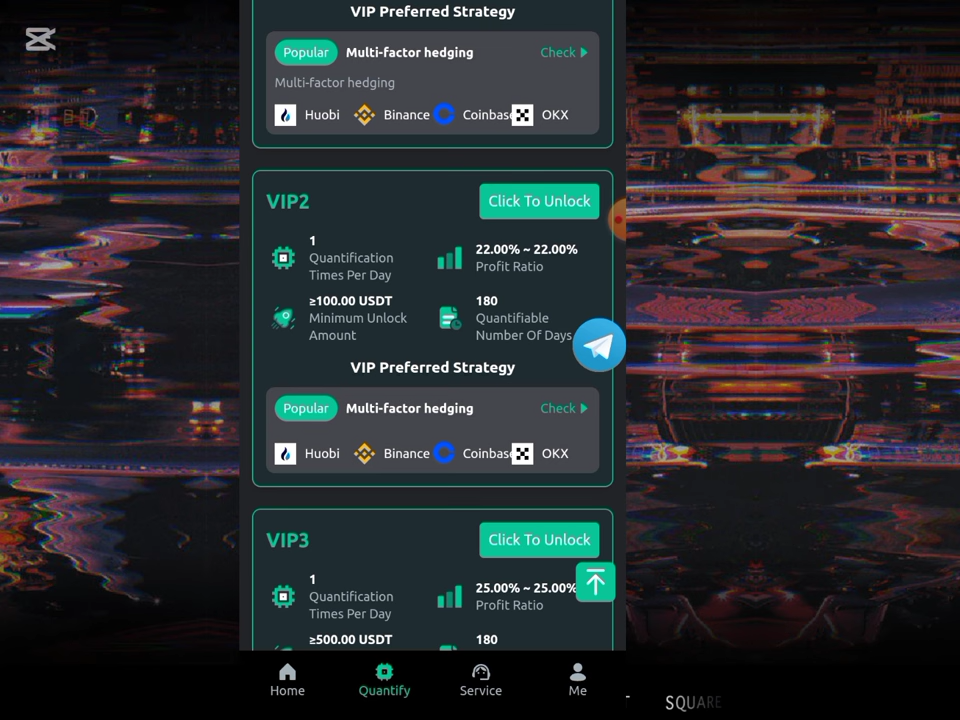 VIP Preferred Strategy
Popular Multi-factor hedging Check
Multi-factor hedging
Huobi Binance Coinbase OKX
VIP2 Click To Unlock
1
Quantification
Times Per Day
22.00% ~ 22.00%
Profit Ratio
≥100.00 USDT
Minimum Unlock
Amount
180
Quantifiable
Number Of Days
VIP Preferred Strategy
Popular Multi-factor hedging Check
Huobi Binance Coinbase OKX
VIP3 Click To Unlock
1
Quantification
Times Per Day
25.00% ~ 25.00%
Profit Ratio
≥500.00 USDT
180
Home Quantify Service Me
SQUARE